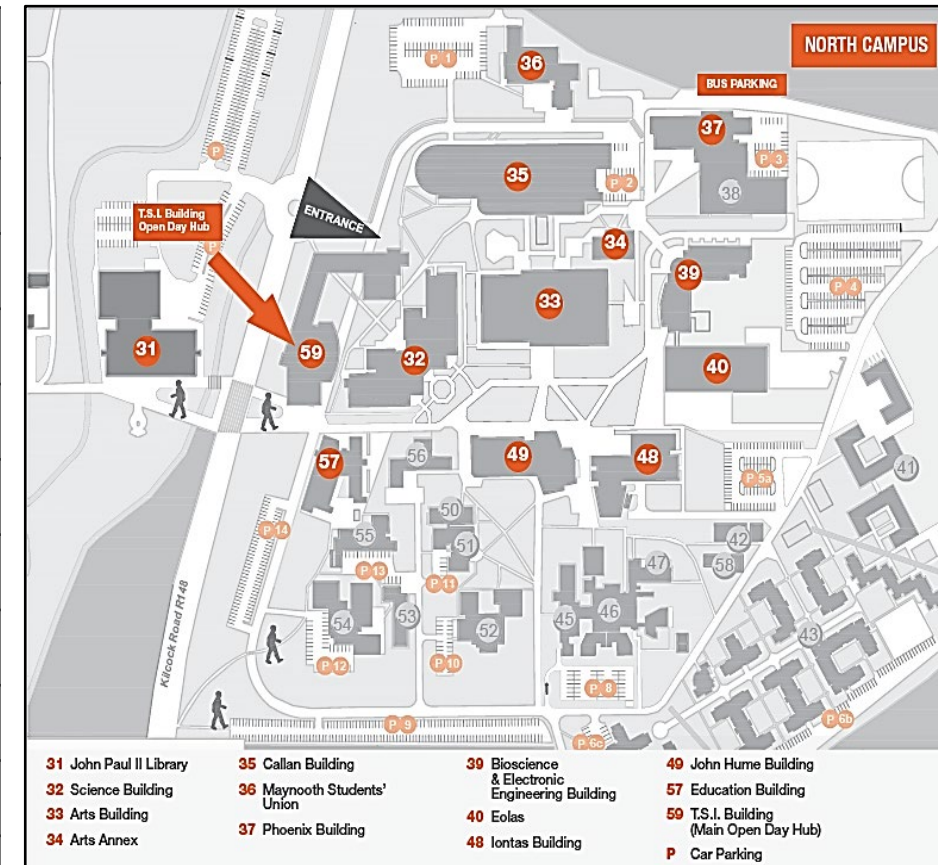 NORTH CAMPUS
P 1
36
BUS PARKING
37
P
35
P 2
P 3
38
T.S.I. Building
Open Day Hub
P
ENTRANCE
34
39
33
P 4
31
59
32
40
57
56
49
48
41
P 5a
50
P 14
55
51
42
58
P 13
P 11
47
54
53
52
45
46
43
Kilcock Road R148
P 12
P 10
P 8
P 9
P 6c
P 6b
31 John Paul II Library
32 Science Building
33 Arts Building
34 Arts Annex
35 Callan Building
36 Maynooth Students'
Union
37 Phoenix Building
39 Bioscience
& Electronic
Engineering Building
40 Eolas
48 Iontas Building
49 John Hume Building
57 Education Building
59 T.S.I. Building
(Main Open Day Hub)
P Car Parking